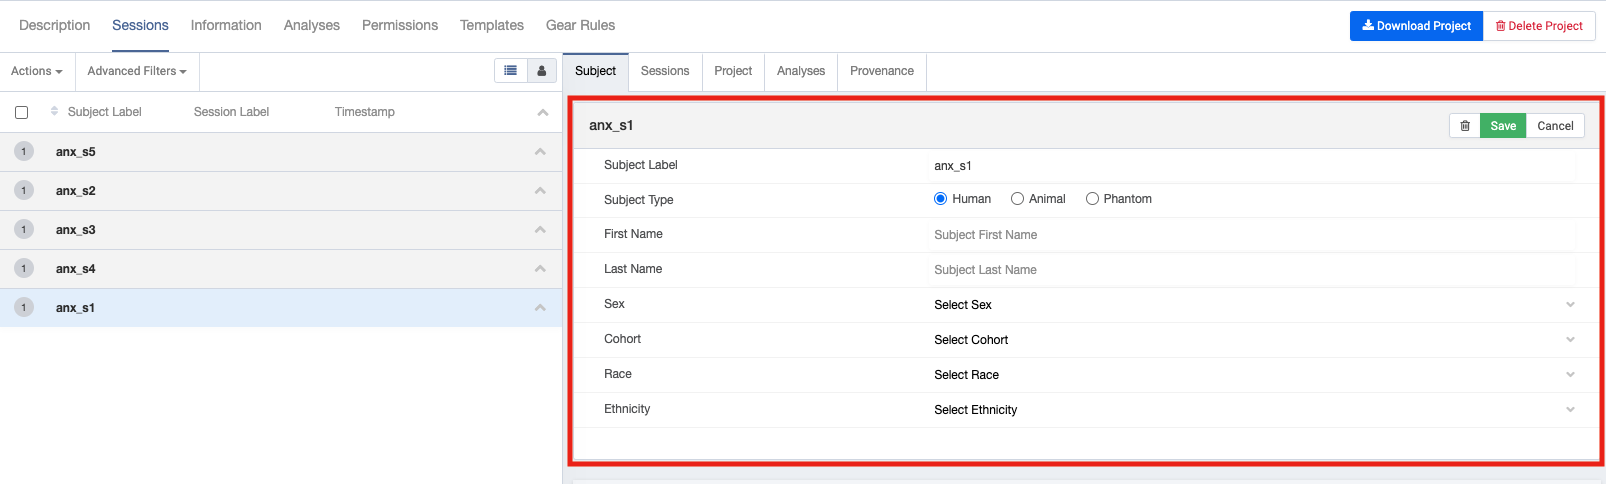 Description Sessions Information Analyses Permissions Templates Gear Rules Download Project Delete Project
Actions Advanced Filters
Subject Label Session Label Timestamp
1 anx_s5
1 anx_s2
1 anx_s3
1 anx_s4
1 anx_s1
Subject Sessions Project Analyses Provenance
anx_s1 Save Cancel
Subject Label anx_s1
Subject Type Human Animal Phantom
First Name Subject First Name
Last Name Subject Last Name
Sex Select Sex
Cohort Select Cohort
Race Select Race
Ethnicity Select Ethnicity